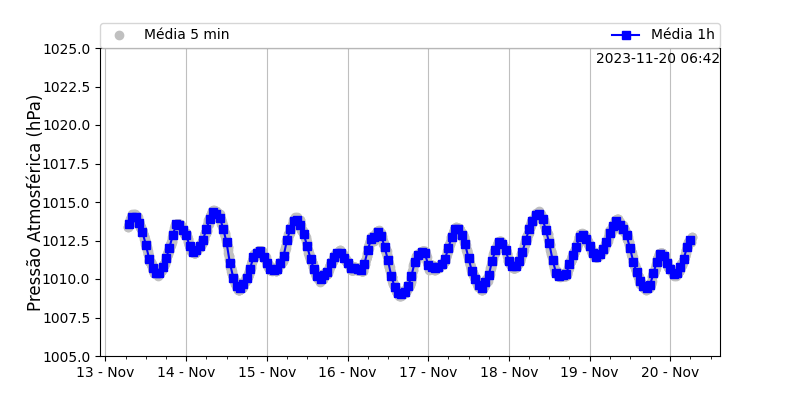 Média 5 min
Média 1h
2023-11-20 06:42
Pressão Atmosférica (hPa)
1025.0
1022.5
1020.0
1017.5
1015.0
1012.5
1010.0
1007.5
1005.0
13 - Nov
14 - Nov
15 - Nov
16 - Nov
17 - Nov
18 - Nov
19 - Nov
20 - Nov